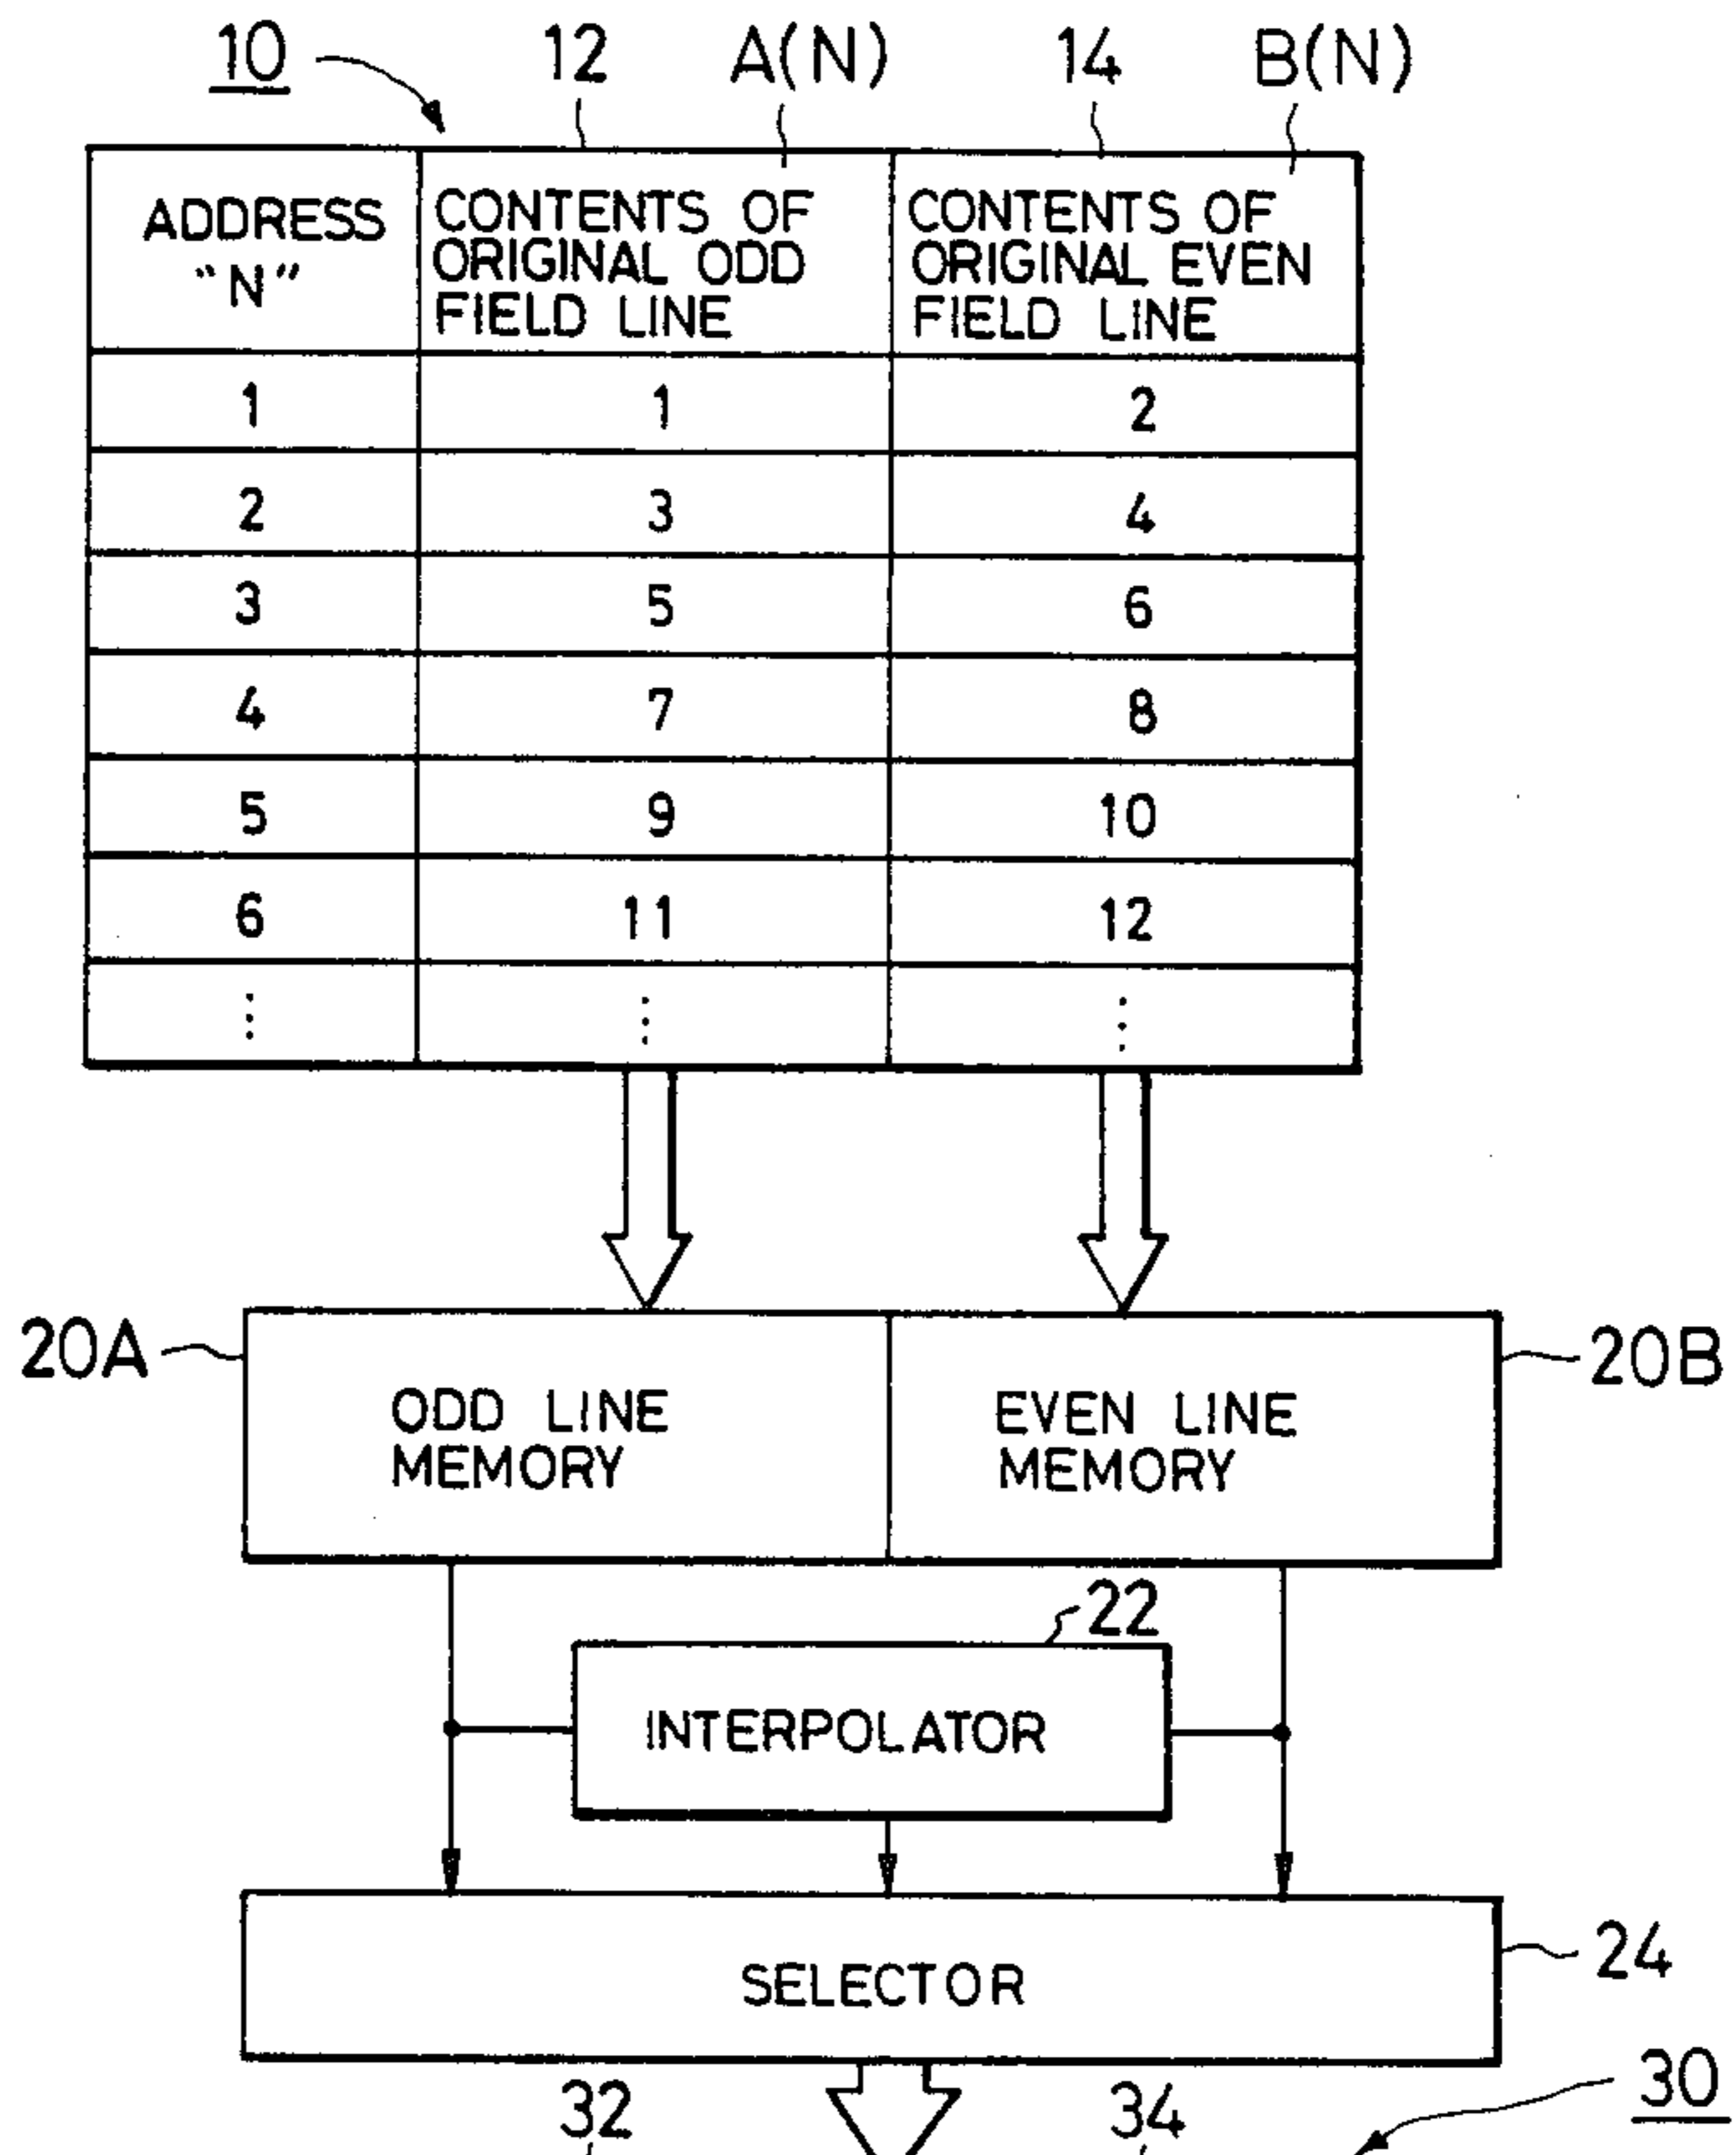 10 12 A(N) 14 B(N)
ADDRESS "N" CONTENTS OF ORIGINAL ODD FIELD LINE CONTENTS OF ORIGINAL EVEN FIELD LINE
1 1 2
2 3 4
3 5 6
4 7 8
5 9 10
6 11 12
⋮ ⋮ ⋮
20A 20B
ODD LINE
MEMORY
EVEN LINE
MEMORY
22
INTERPOLATOR
SELECTOR
24
32 34 30